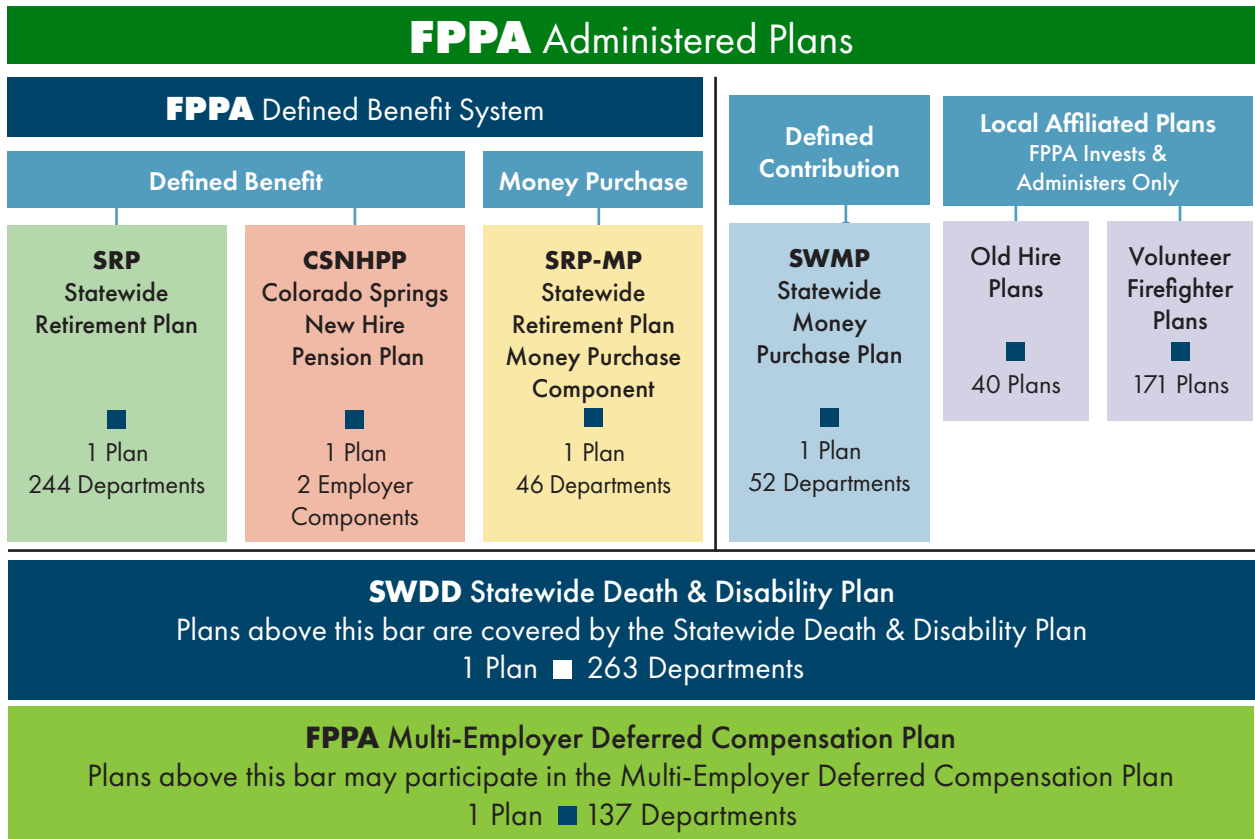 FPPA Administered Plans
FPPA Defined Benefit System
Defined Benefit
Money Purchase
SRP
Statewide
Retirement Plan
1 Plan
244 Departments
CSNHPP
Colorado Springs
New Hire
Pension Plan
1 Plan
2 Employer
Components
SRP-MP
Statewide
Retirement Plan
Money Purchase
Component
1 Plan
46 Departments
Defined
Contribution
SWMP
Statewide
Money
Purchase Plan
1 Plan
52 Departments
Local Affiliated Plans
FPPA Invests &
Administers Only
Old Hire
Plans
40 Plans
Volunteer
Firefighter
Plans
171 Plans
SWDD Statewide Death & Disability Plan
Plans above this bar are covered by the Statewide Death & Disability Plan
1 Plan ■ 263 Departments
FPPA Multi-Employer Deferred Compensation Plan
Plans above this bar may participate in the Multi-Employer Deferred Compensation Plan
1 Plan ■ 137 Departments